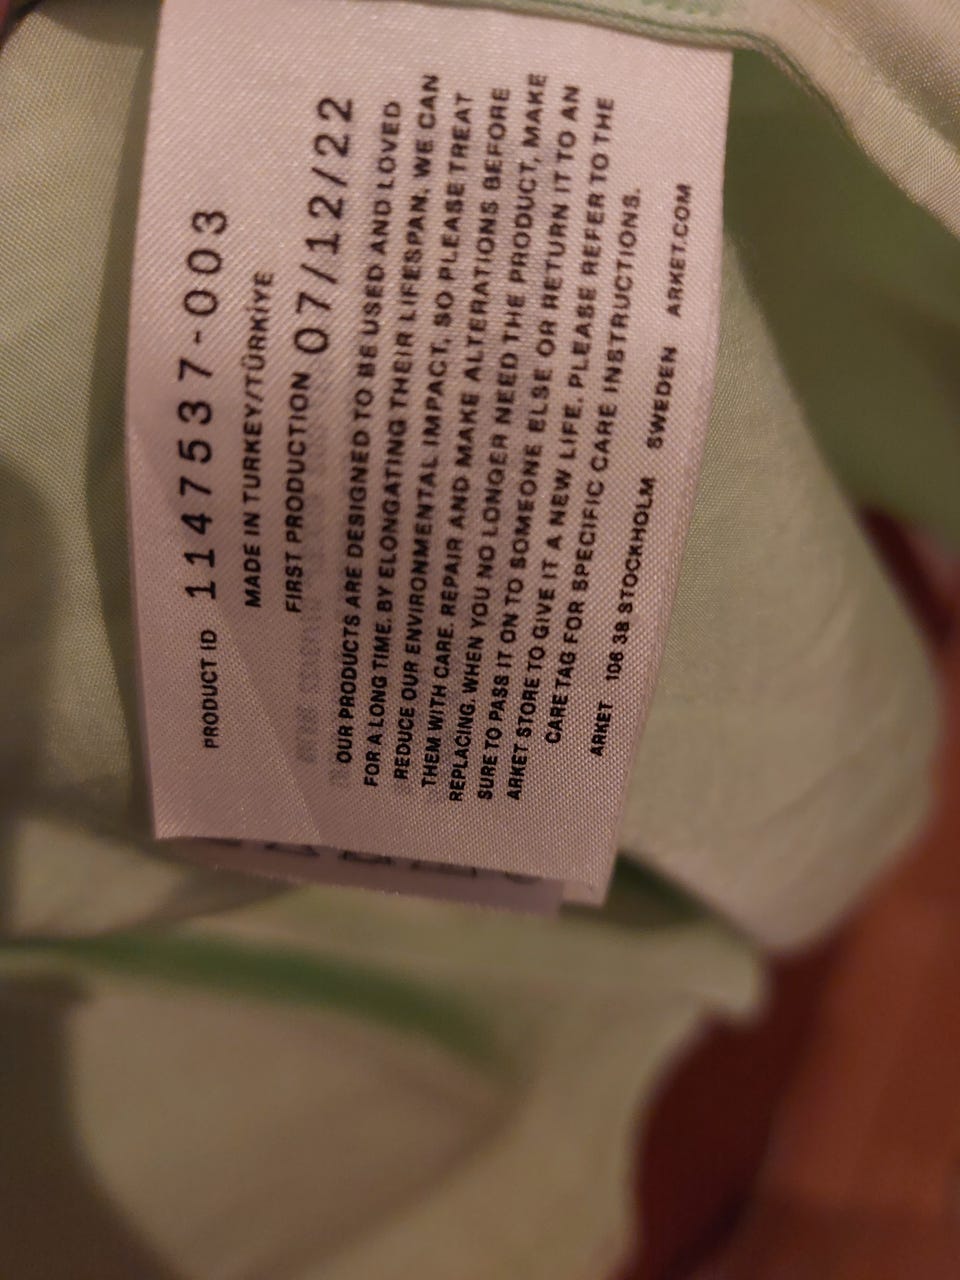 PRODUCT ID 1147537-003
MADE IN TURKEY/TÜRKİYE
FIRST PRODUCTION 07/12/22
OUR PRODUCTS ARE DESIGNED TO BE USED AND LOVED
FOR A LONG TIME. BY ELONGATING THEIR LIFESPAN. WE CAN
REDUCE OUR ENVIRONMENTAL IMPACT, SO PLEASE TREAT
THEM WITH CARE. REPAIR AND MAKE ALTERATIONS BEFORE
REPLACING. WHEN YOU NO LONGER NEED THE PRODUCT, MAKE
SURE TO PASS IT ON TO SOMEONE ELSE OR RETURN IT TO AN
ARKET STORE TO GIVE IT A NEW LIFE. PLEASE REFER TO THE
CARE TAG FOR SPECIFIC CARE INSTRUCTIONS.
ARKET 106 38 STOCKHOLM SWEDEN ARKET.COM